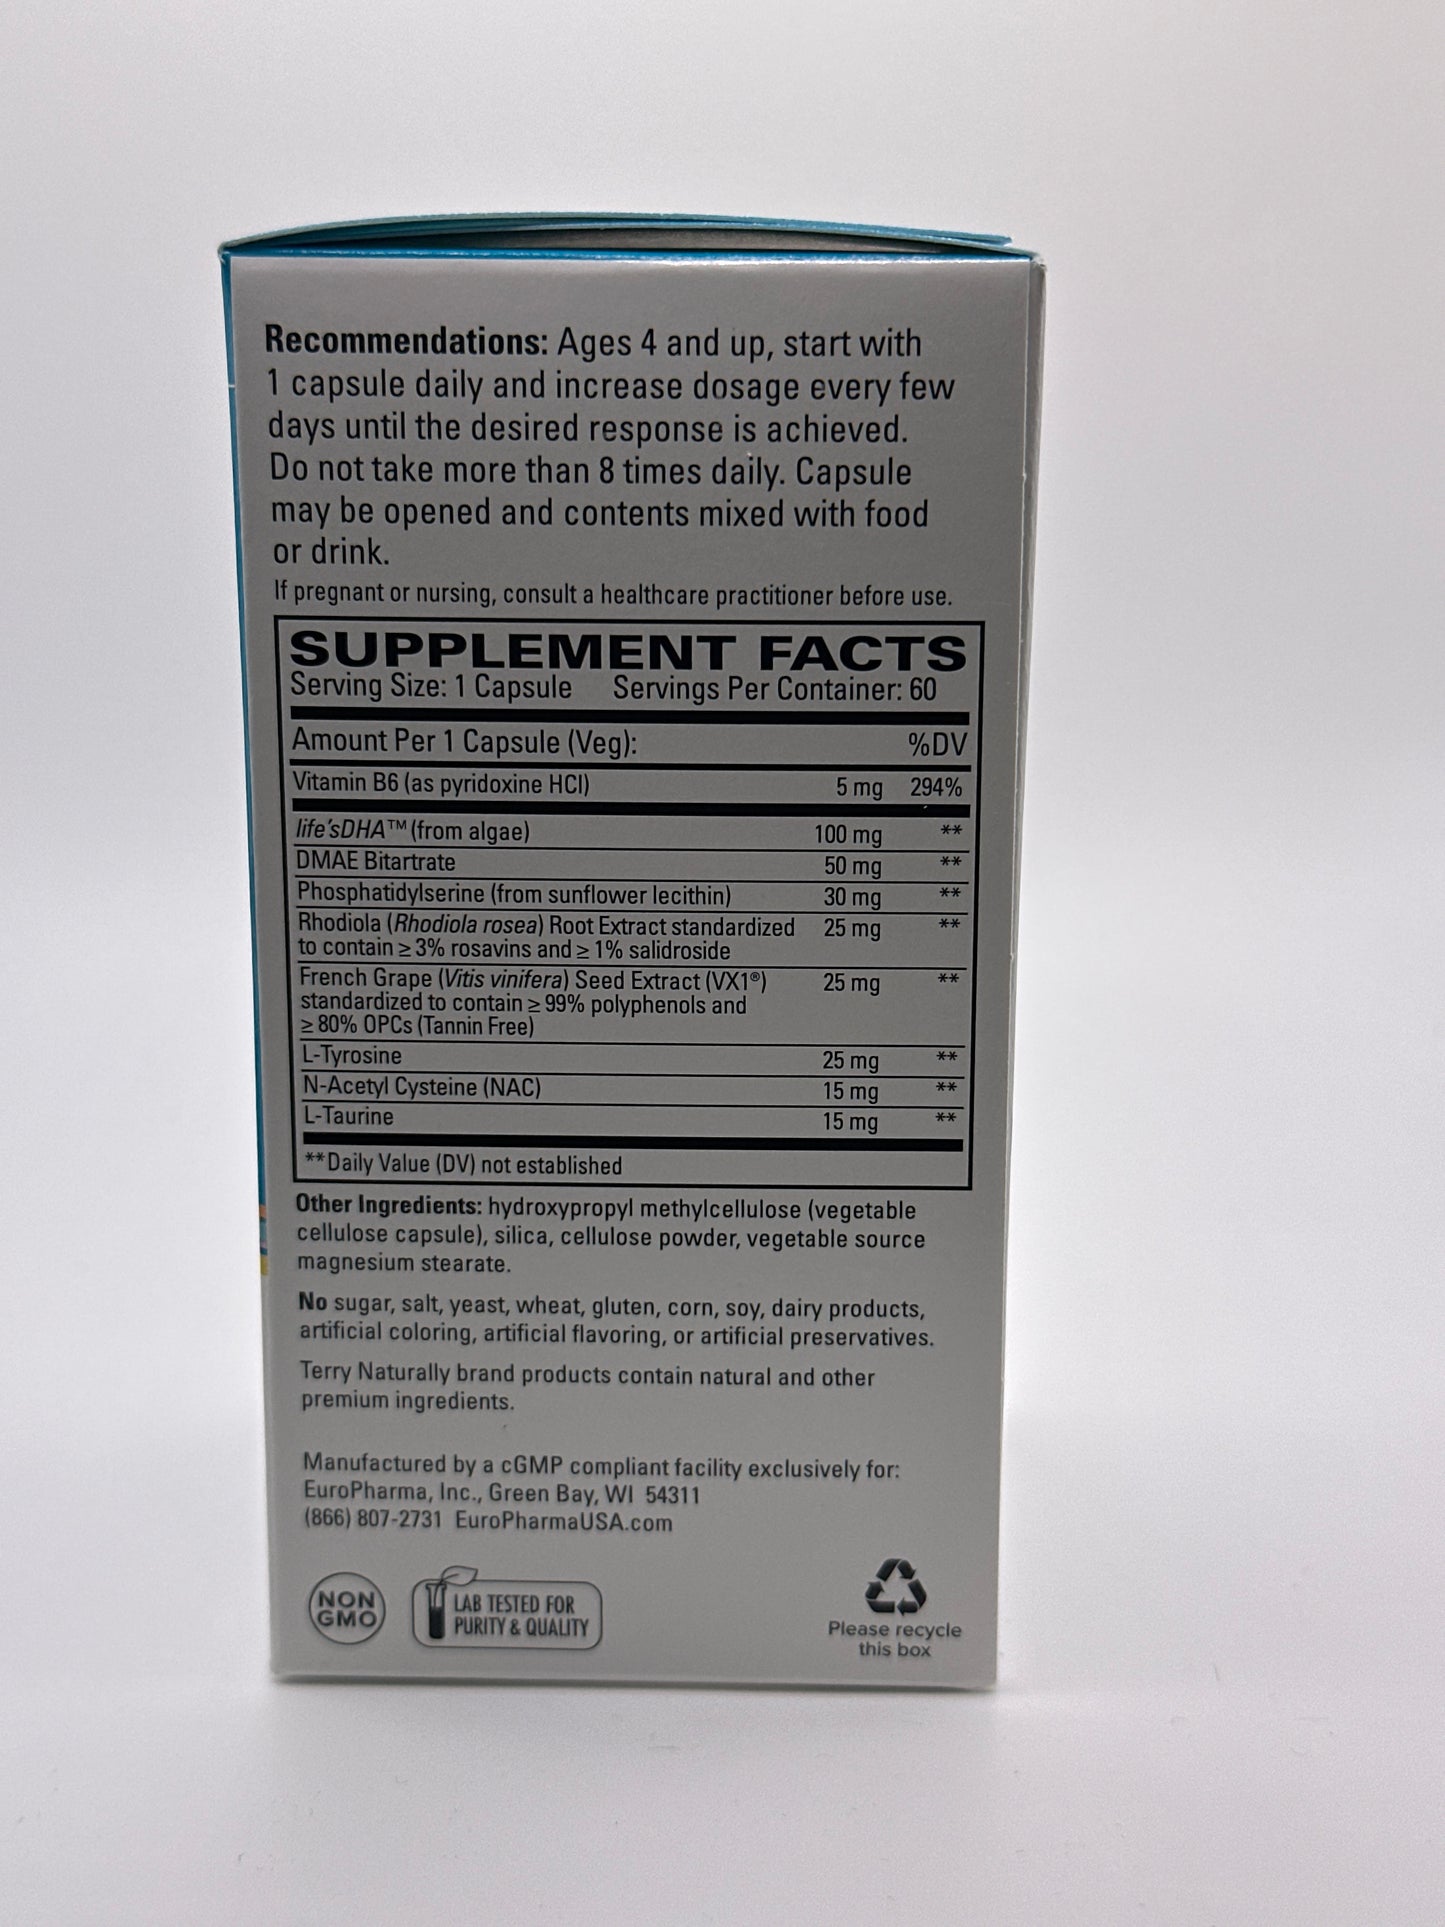 Recommendations: Ages 4 and up, start with
1 capsule daily and increase dosage every few
days until the desired response is achieved.
Do not take more than 8 times daily. Capsule
may be opened and contents mixed with food
or drink.
If pregnant or nursing, consult a healthcare practitioner before use.
SUPPLEMENT FACTS
Serving Size: 1 Capsule Servings Per Container: 60
Amount Per 1 Capsule (Veg): %DV
Vitamin B6 (as pyridoxine HCl) 5 mg 294%
life'sDHA™ (from algae) 100 mg **
DMAE Bitartrate 50 mg **
Phosphatidylserine (from sunflower lecithin) 30 mg **
Rhodiola (Rhodiola rosea) Root Extract standardized 25 mg **
to contain ≥ 3% rosavins and ≥ 1% salidroside
French Grape (Vitis vinifera) Seed Extract (VX1®) 25 mg **
standardized to contain ≥ 99% polyphenols and
≥ 80% OPCs (Tannin Free)
L-Tyrosine 25 mg **
N-Acetyl Cysteine (NAC) 15 mg **
L-Taurine 15 mg **
**Daily Value (DV) not established
Other Ingredients: hydroxypropyl methylcellulose (vegetable
cellulose capsule), silica, cellulose powder, vegetable source
magnesium stearate.
No sugar, salt, yeast, wheat, gluten, corn, soy, dairy products,
artificial coloring, artificial flavoring, or artificial preservatives.
Terry Naturally brand products contain natural and other
premium ingredients.
Manufactured by a cGMP compliant facility exclusively for:
EuroPharma, Inc., Green Bay, WI 54311
(866) 807-2731 EuroPharmaUSA.com
NON
GMO
LAB TESTED FOR
PURITY & QUALITY
Please recycle
this box